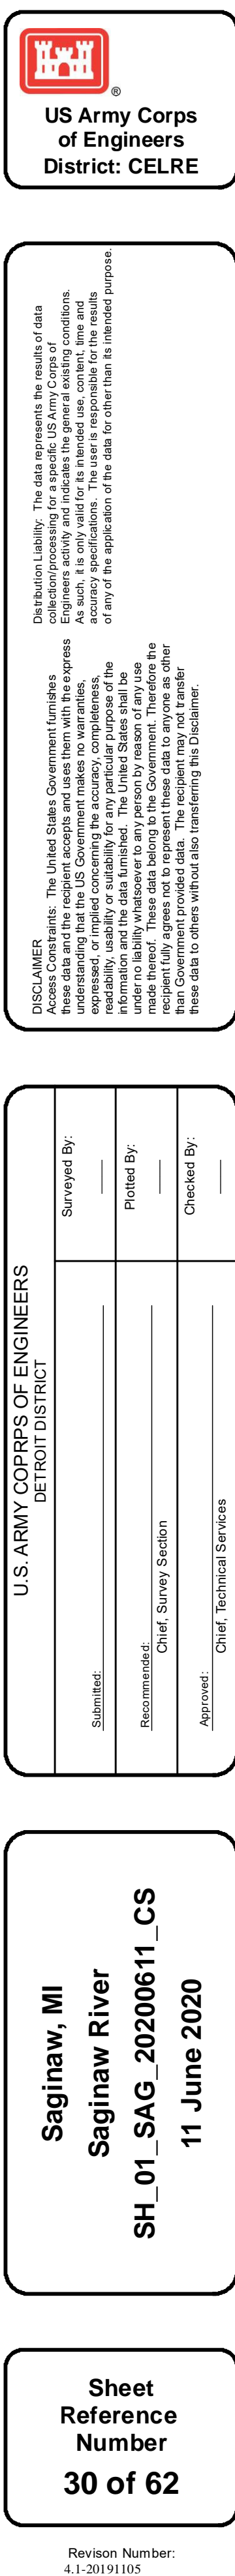 US Army Corps
of Engineers
District: CELRE
®
DISCLAIMER
Access Constraints: The United States Government furnishes
these data and the recipient accepts and uses them with the express
understanding that the US Government makes no warranties,
expressed, or implied concerning the accuracy, completeness,
readability, usability or suitability for any particular purpose of the
information and the data furnished. The United States shall be
under no liability whatsoever to any person by reason of any use
made thereof. These data belong to the Government. Therefore the
recipient fully agrees not to represent these data to anyone as other
than Government provided data. The recipient may not transfer
these data to others without also transferring this Disclaimer.
Distribution Liability: The data represents the results of data
collection/processing for a specific US Army Corps of
Engineers activity and indicates the general existing conditions.
As such, it is only valid for its intended use, content, time and
accuracy specifications. The user is responsible for the results
of any of the application of the data for other than its intended purpose.
U.S. ARMY COPRPS OF ENGINEERS
DETROIT DISTRICT
Submitted:
Surveyed By:
Recommended:
Chief, Survey Section
Plotted By:
Approved:
Chief, Technical Services
Checked By:
Saginaw, MI
Saginaw River
SH_01_SAG_20200611_CS
11 June 2020
Sheet
Reference
Number
30 of 62
Revison Number:
4.1-20191105